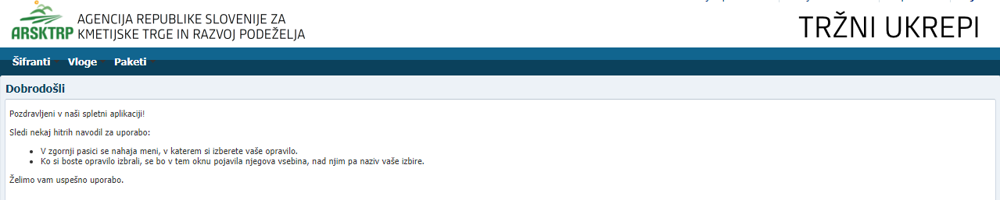 ARSKTRP
AGENCIJA REPUBLIKE SLOVENIJE ZA
KMETIJSKE TRGE IN RAZVOJ PODEŽELJA
TRŽNI UKREPI
Šifranti Vloge Paketi
Dobrodošli
Pozdravljeni v naši spletni aplikaciji!
Sledi nekaj hitrih navodil za uporabo:
• V zgornji pasici se nahaja meni, v katerem si izberete vaše opravilo.
• Ko si boste opravilo izbrali, se bo v tem oknu pojavila njegova vsebina, nad njim pa naziv vaše izbire.
Želimo vam uspešno uporabo.